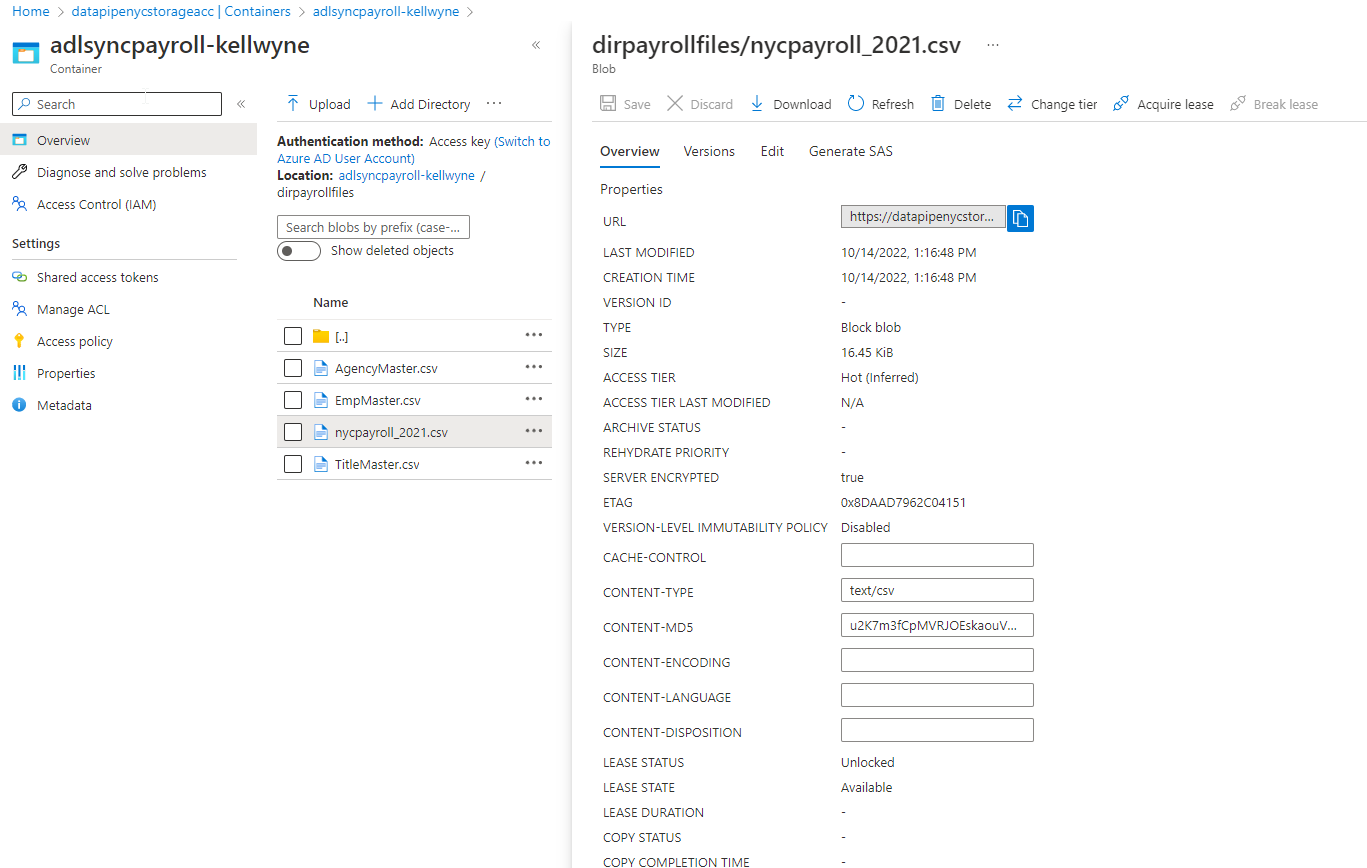 Home > datapipenycstorageacc | Containers > adlsyncpayroll-kellwyne >
adlsyncpayroll-kellwyne
Container
«
Search
«
Overview
Diagnose and solve problems
Access Control (IAM)
Settings
Shared access tokens
Manage ACL
Access policy
Properties
Metadata
Upload Add Directory ...
Authentication method: Access key (Switch to
Azure AD User Account)
Location: adlsyncpayroll-kellwyne /
dirpayrollfiles
Search blobs by prefix (case-...
Show deleted objects
Name
[..] ...
AgencyMaster.csv ...
EmpMaster.csv ...
nycpayroll_2021.csv ...
TitleMaster.csv ...
dirpayrollfiles/nycpayroll_2021.csv ...
Blob
Save Discard Download Refresh Delete Change tier Acquire lease Break lease
Overview Versions Edit Generate SAS
Properties
URL https://datapipenycstor...
LAST MODIFIED 10/14/2022, 1:16:48 PM
CREATION TIME 10/14/2022, 1:16:48 PM
VERSION ID -
TYPE Block blob
SIZE 16.45 KiB
ACCESS TIER Hot (Inferred)
ACCESS TIER LAST MODIFIED N/A
ARCHIVE STATUS -
REHYDRATE PRIORITY -
SERVER ENCRYPTED true
ETAG 0x8DAAD7962C04151
VERSION-LEVEL IMMUTABILITY POLICY Disabled
CACHE-CONTROL
CONTENT-TYPE text/csv
CONTENT-MD5 u2K7m3fCpMVRJOEskaouV...
CONTENT-ENCODING
CONTENT-LANGUAGE
CONTENT-DISPOSITION
LEASE STATUS Unlocked
LEASE STATE Available
LEASE DURATION -
COPY STATUS -
COPY COMPLETION TIME -